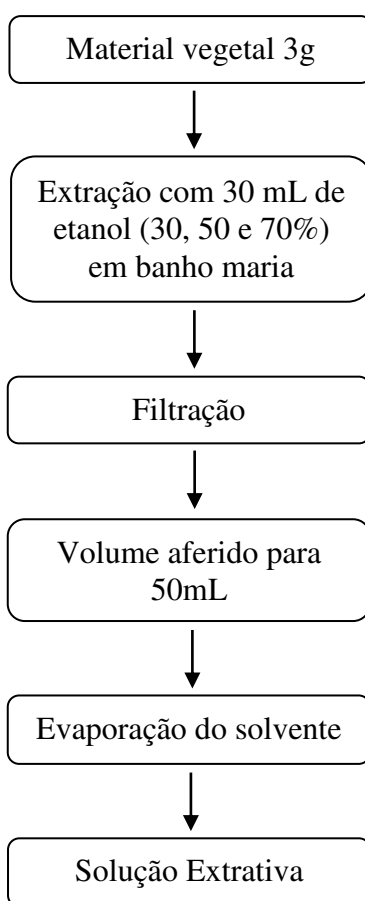 Material vegetal 3g
Extração com 30 mL de
etanol (30, 50 e 70%)
em banho maria
Filtração
Volume aferido para
50mL
Evaporação do solvente
Solução Extrativa